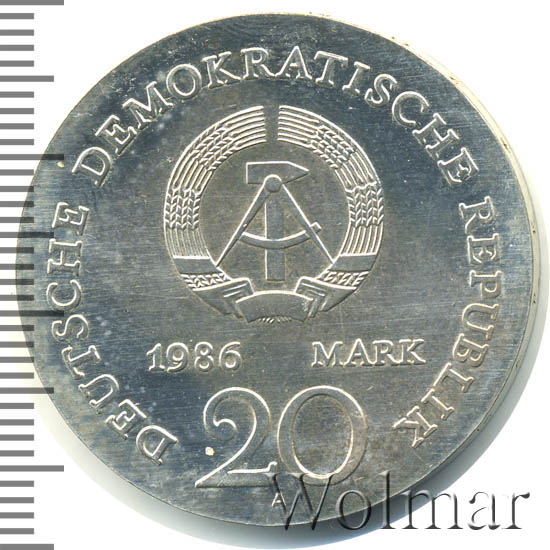 DEUTSCHE DEMOKRATISCHE REPUBLIK
1986 MARK
20
A
Wolmar